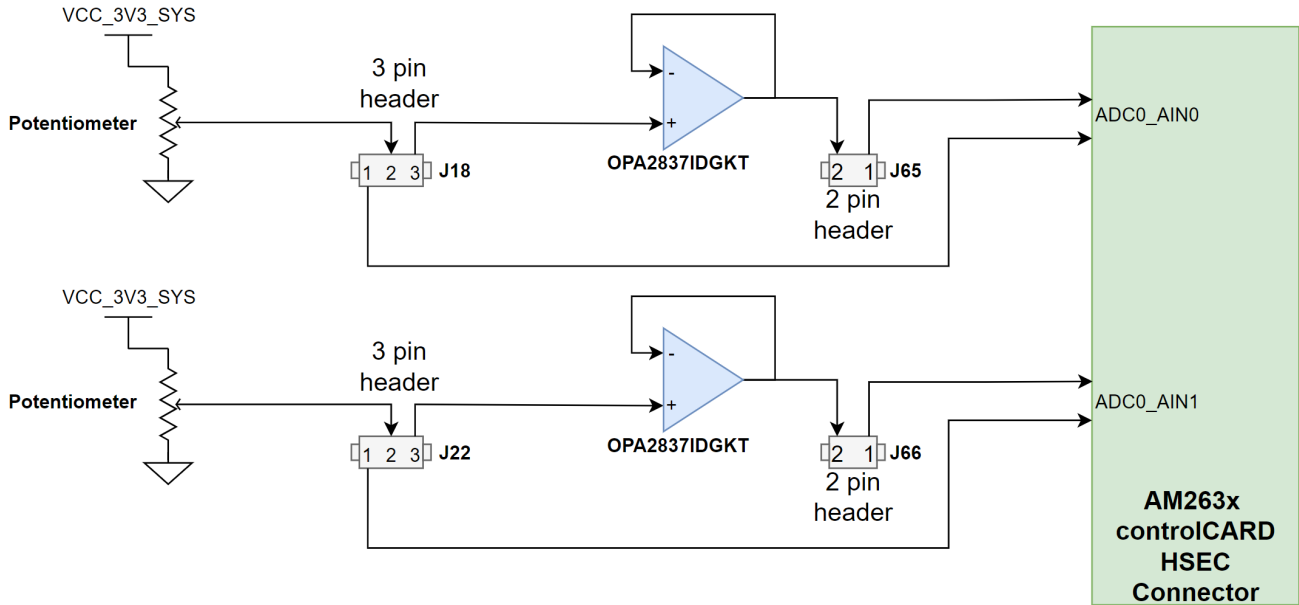 VCC_3V3_SYS
Potentiometer
3 pin
header
1 2 3
J18
-
+
OPA2837IDGKT
2 1
J65
2 pin
header
ADC0_AIN0
VCC_3V3_SYS
Potentiometer
3 pin
header
1 2 3
J22
-
+
OPA2837IDGKT
2 1
J66
2 pin
header
ADC0_AIN1
AM263x
controlCARD
HSEC
Connector